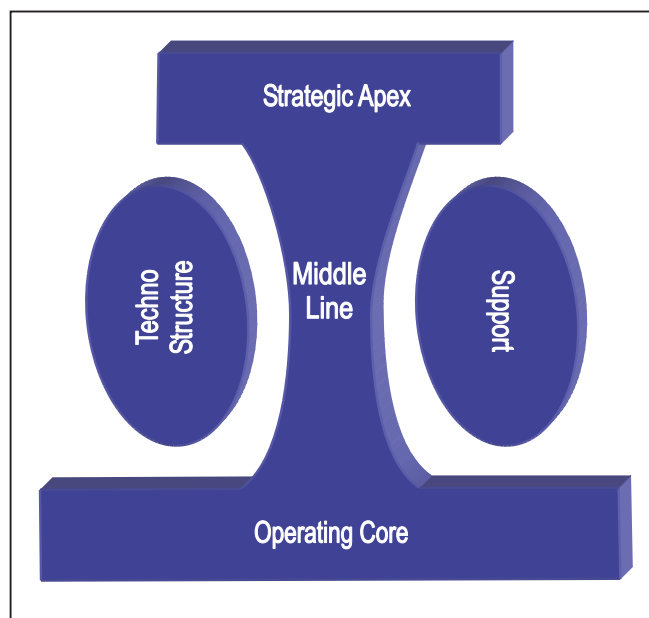 Strategic Apex
Techno
Structure
Middle
Line
Support
Operating Core